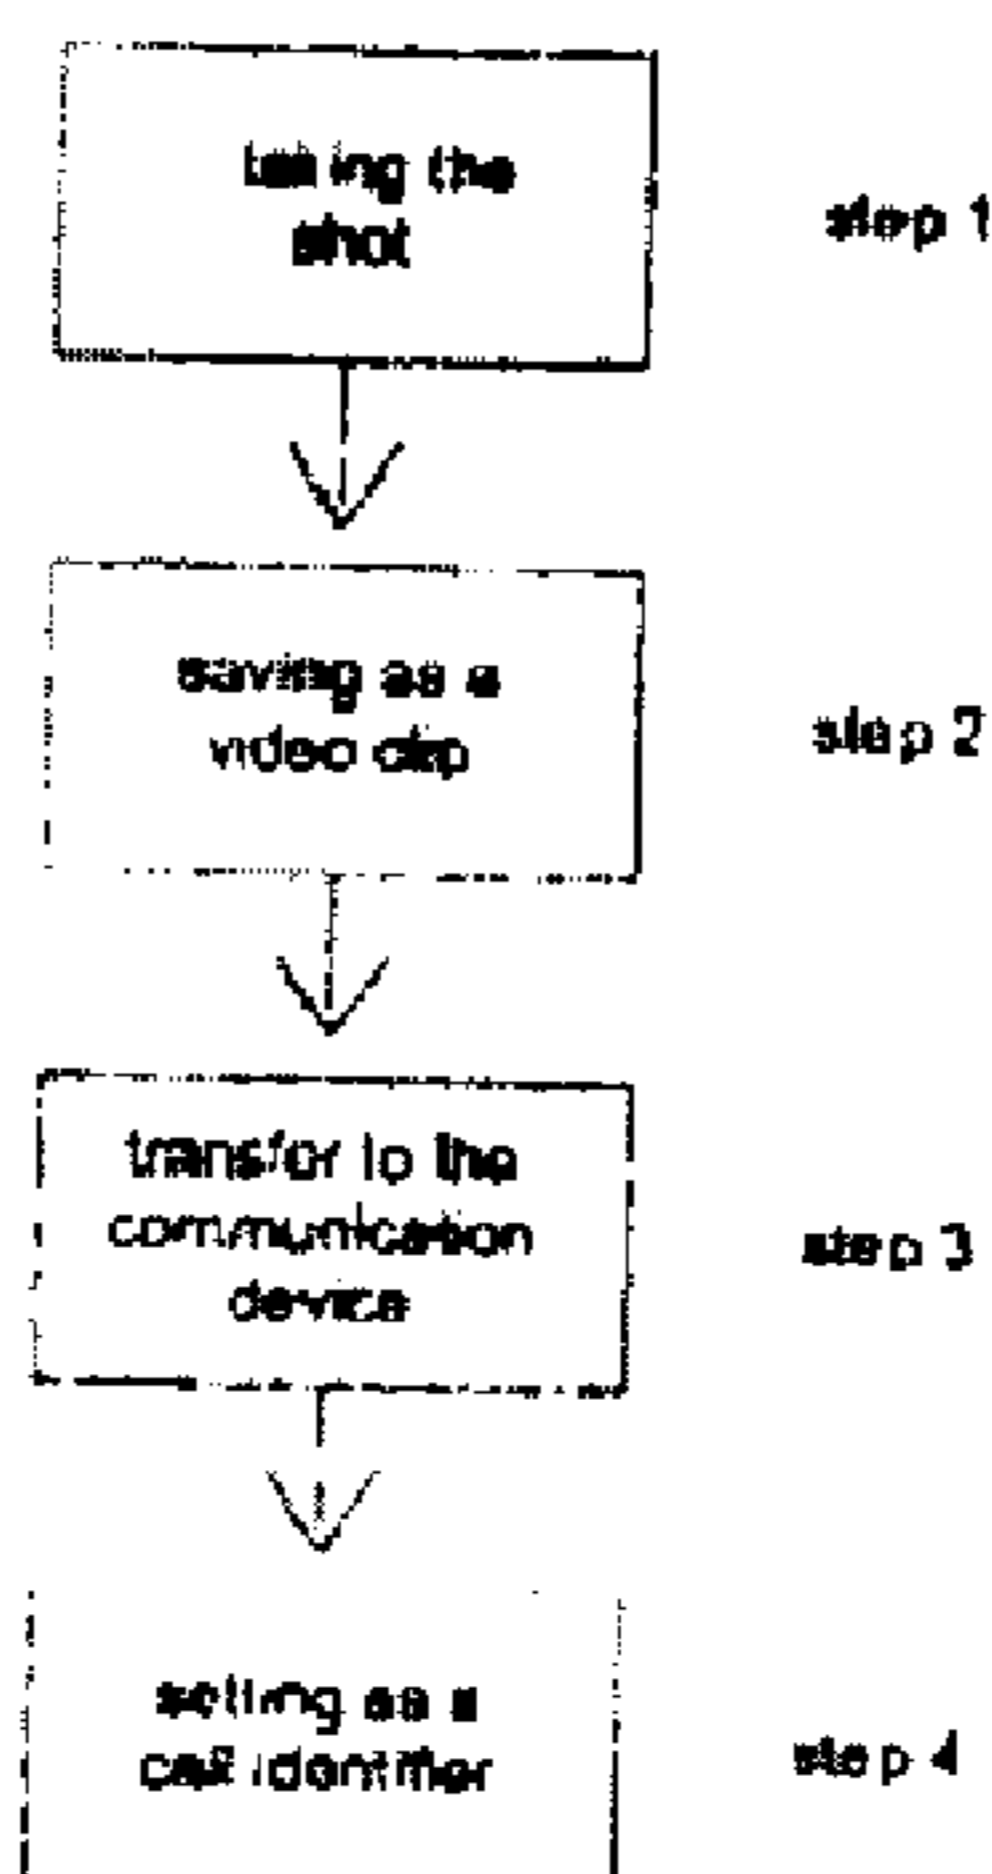 taking the
shot
step 1
saving as a
video clip
step 2
transfer to the
communication
device
step 3
setting as a
call identifier
step 4